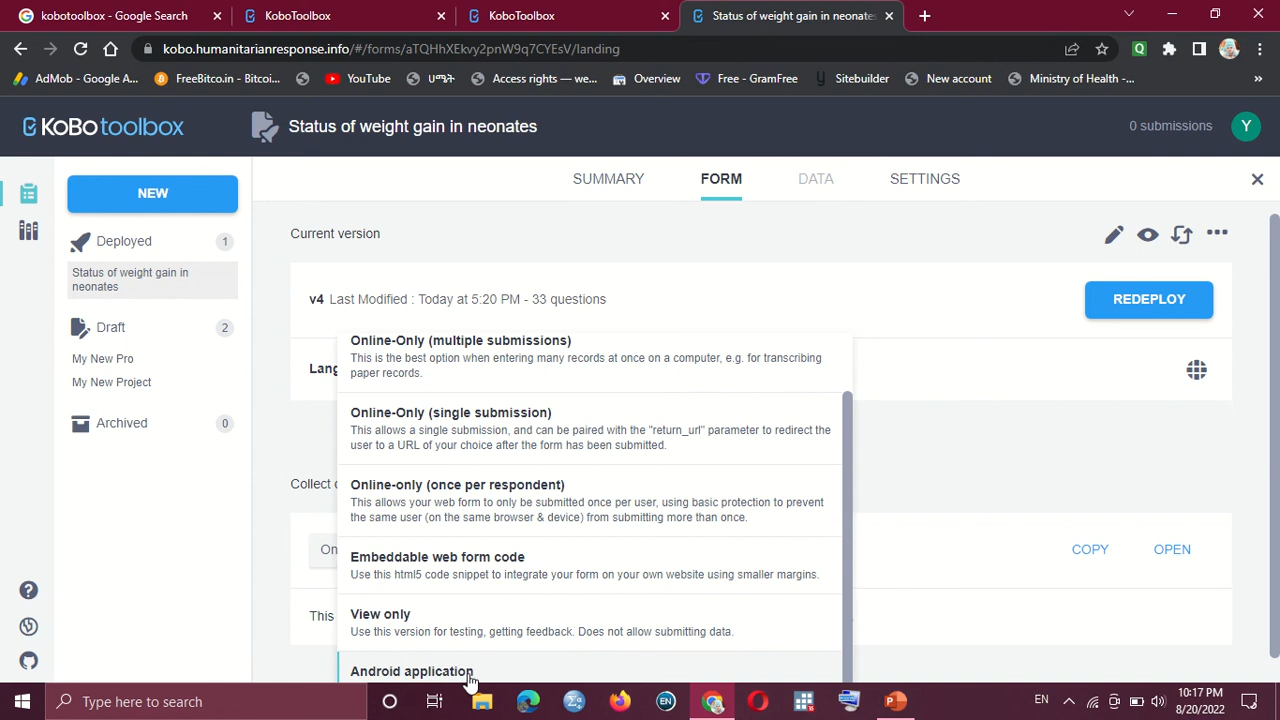 kobotoolbox - Google Search
KoboToolbox
KoboToolbox
Status of weight gain in neonates
kobo.humanitarianresponse.info/#/forms/aTQHhXEkvy2pnW9q7CYEsV/landing
AdMob - Google A...
FreeBitco.in - Bitcoin...
YouTube
Access rights — we...
Overview
Free - GramFree
Sitebuilder
New account
Ministry of Health -...
KoBotoolbox
Status of weight gain in neonates
0 submissions
Y
NEW
SUMMARY
FORM
DATA
SETTINGS
Deployed
1
Status of weight gain in
neonates
Draft
2
My New Pro
My New Project
Archived
0
Current version
v4 Last Modified : Today at 5:20 PM - 33 questions
REDEPLOY
Lang
Online-Only (multiple submissions)
This is the best option when entering many records at once on a computer, e.g. for transcribing
paper records.
Online-Only (single submission)
This allows a single submission, and can be paired with the "return_url" parameter to redirect the
user to a URL of your choice after the form has been submitted.
Collect
Online-only (once per respondent)
This allows your web form to only be submitted once per user, using basic protection to prevent
the same user (on the same browser & device) from submitting more than once.
On
COPY
OPEN
Embeddable web form code
Use this html5 code snippet to integrate your form on your own website using smaller margins.
This
View only
Use this version for testing, getting feedback. Does not allow submitting data.
Android application
Type here to search
EN
EN
10:17 PM
8/20/2022